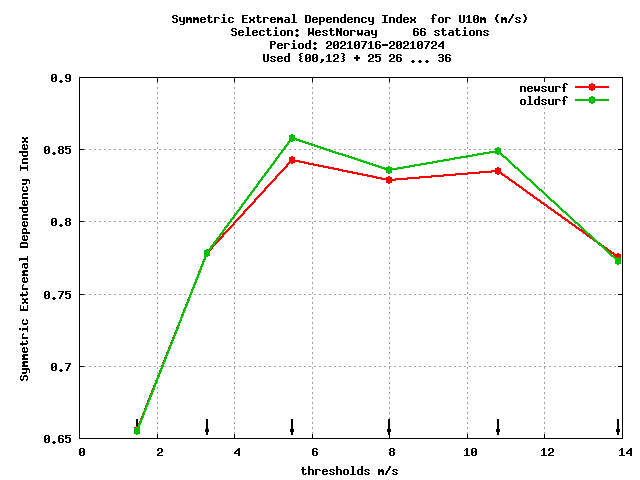 Symmetric Extremal Dependency Index  for U10m (m/s)
Selection: WestNorway     66 stations
Period: 20210716-20210724
Used {00,12} + 25 26 ... 36
newsurf
oldsurf
Symmetric Extremal Dependency Index
0.9
0.85
0.8
0.75
0.7
0.65
0 2 4 6 8 10 12 14
thresholds m/s